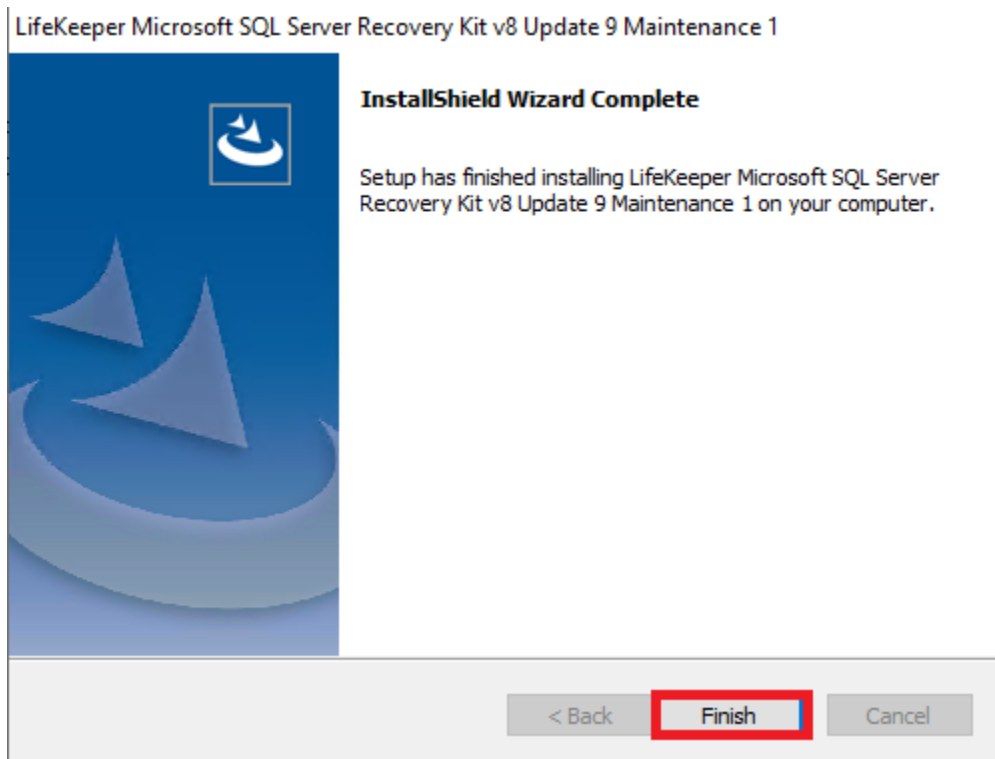 LifeKeeper Microsoft SQL Server Recovery Kit v8 Update 9 Maintenance 1
InstallShield Wizard Complete
Setup has finished installing LifeKeeper Microsoft SQL Server
Recovery Kit v8 Update 9 Maintenance 1 on your computer.
< Back Finish Cancel